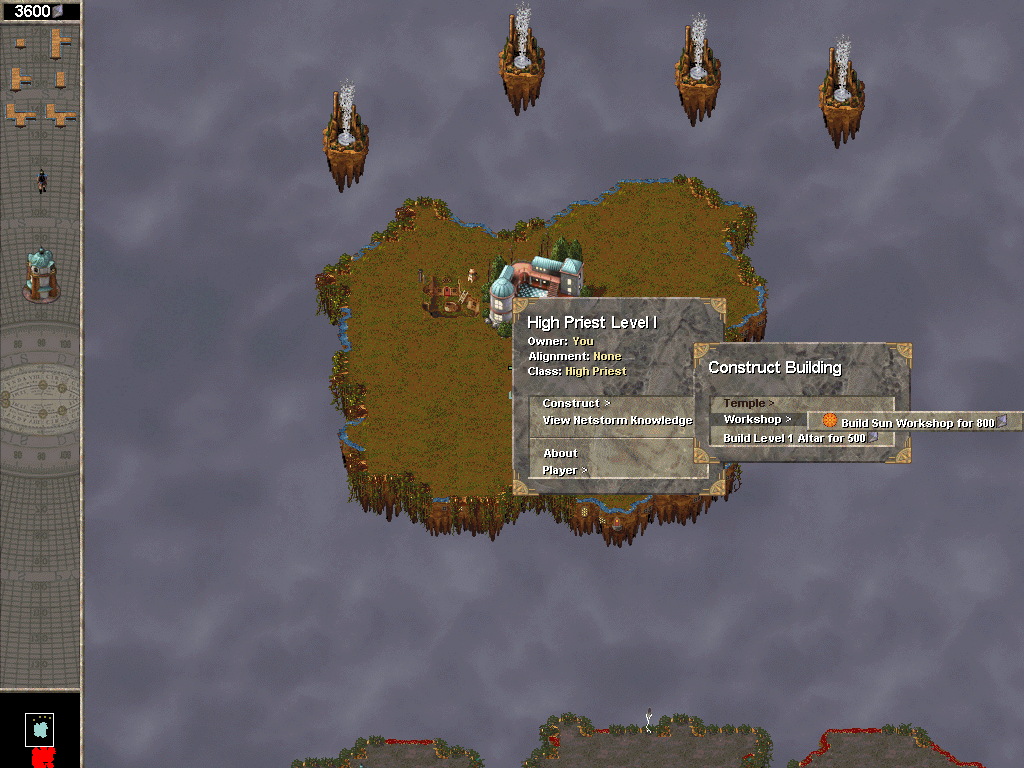 3600
High Priest Level I
Owner: You
Alignment: None
Class: High Priest
Construct >
View Netstorm Knowledge
About
Player >
Construct Building
Temple >
Workshop >
Build Sun Workshop for 800
Build Level 1 Altar for 500